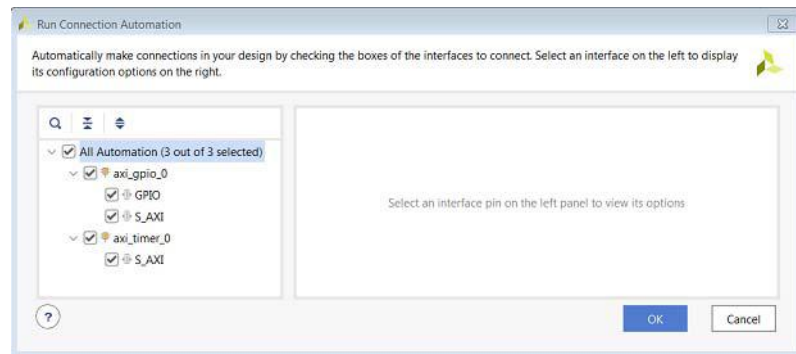 Run Connection Automation
Automatically make connections in your design by checking the boxes of the interfaces to connect. Select an interface on the left to display
its configuration options on the right.
All Automation (3 out of 3 selected)
axi_gpio_0
GPIO
S_AXI
axi_timer_0
S_AXI
Select an interface pin on the left panel to view its options
?
OK
Cancel